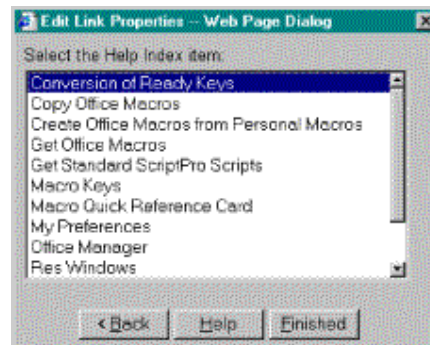 Edit Link Properties -- Web Page Dialog
Select the Help Index item:
Conversion of Ready Keys
Copy Office Macros
Create Office Macros from Personal Macros
Get Office Macros
Get Standard ScriptPro Scripts
Macro Keys
Macro Quick Reference Card
My Preferences
Office Manager
Res Windows
< Back Help Finished